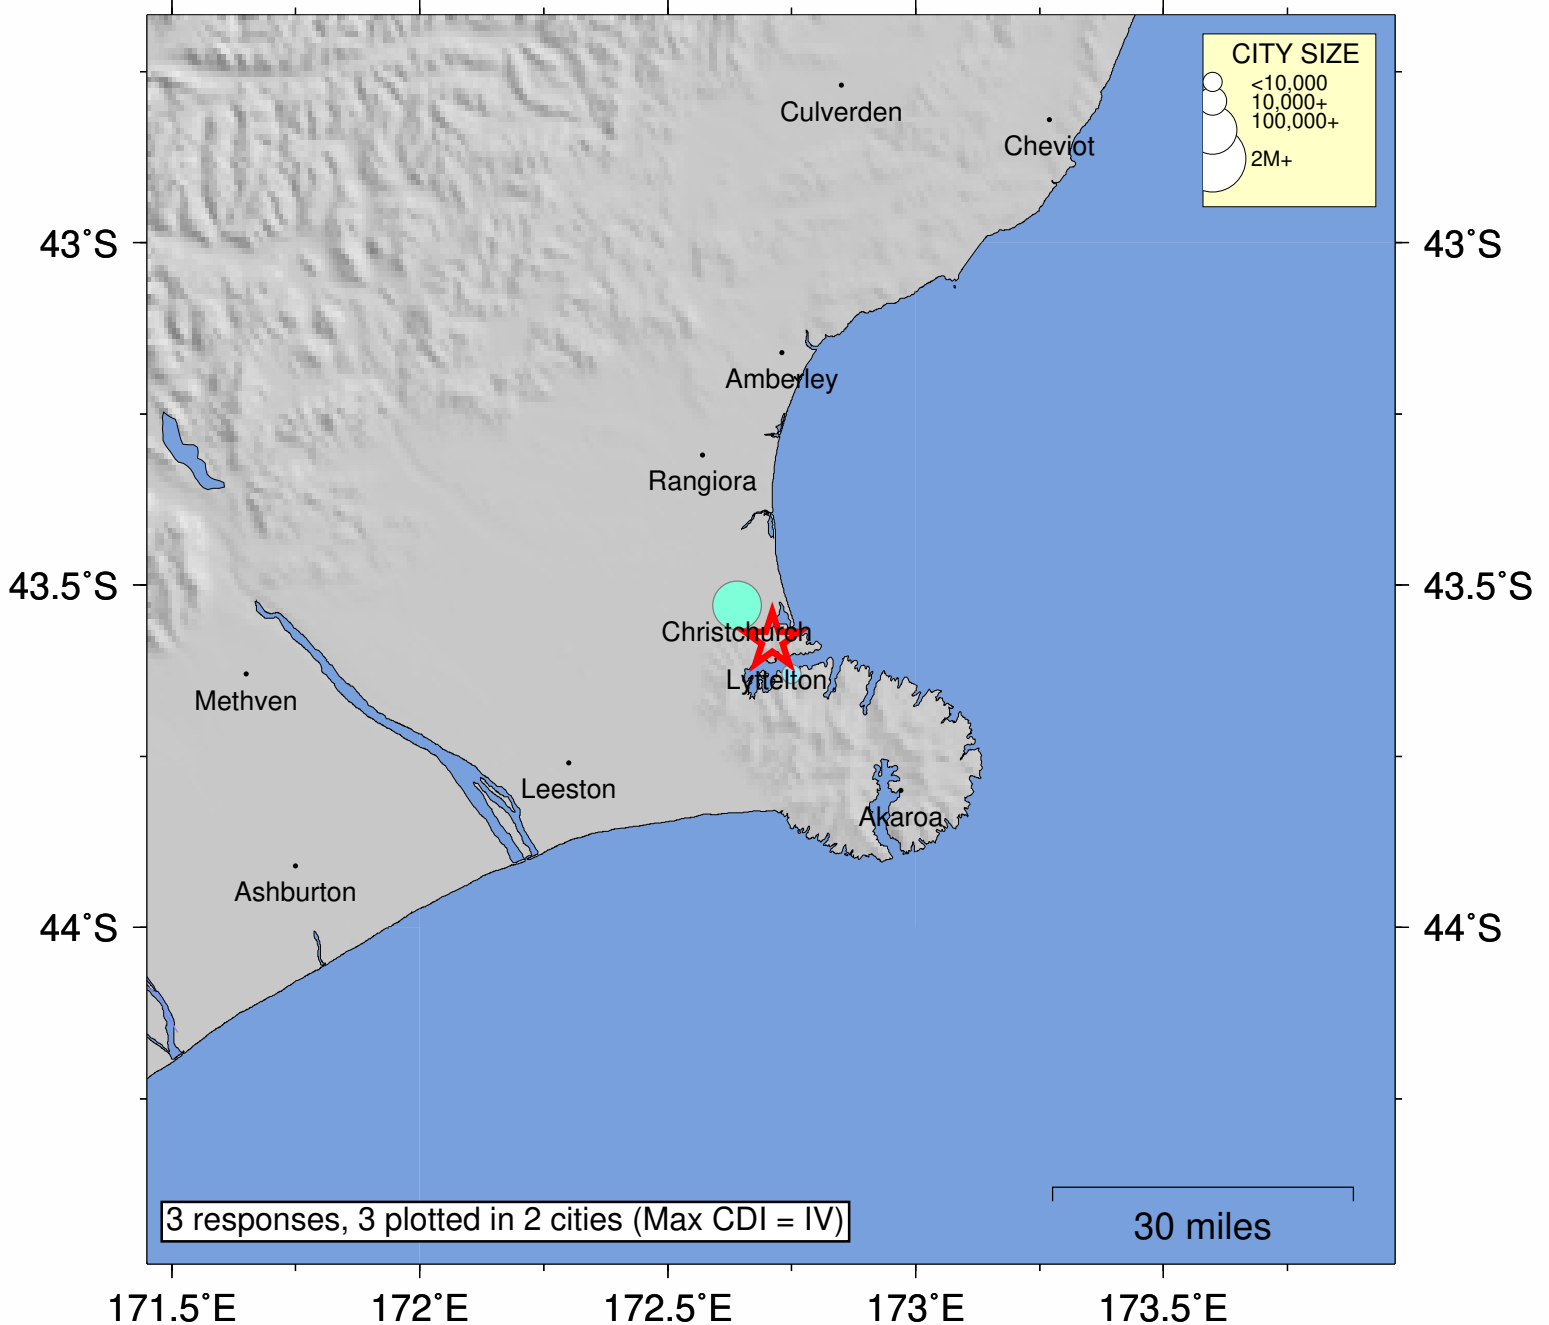 CITY SIZE
<10,000
10,000+
100,000+
2M+
Culverden
Cheviot
43°S
43°S
Amberley
Rangiora
43.5°S
43.5°S
Christchurch
Lyttelton
Methven
Leeston
Akaroa
Ashburton
44°S
44°S
3 responses, 3 plotted in 2 cities (Max CDI = IV)
30 miles
171.5°E
172°E
172.5°E
173°E
173.5°E